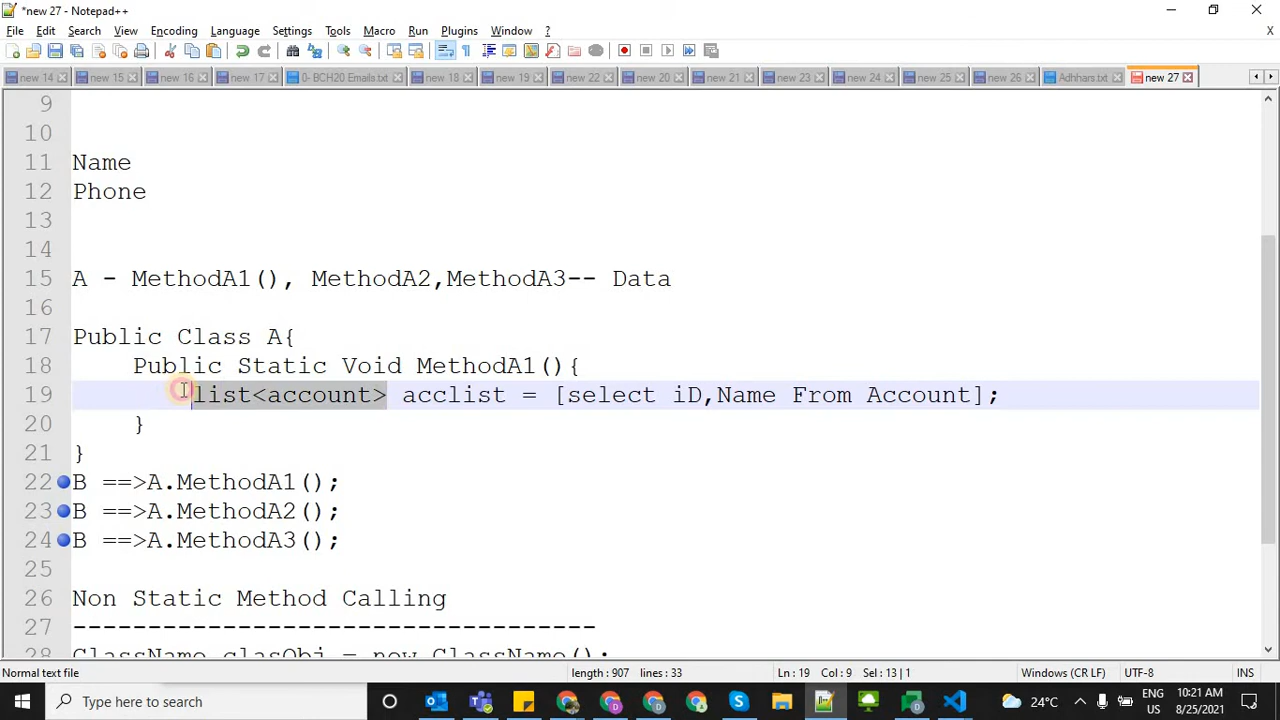 *new 27 - Notepad++
File Edit Search View Encoding Language Settings Tools Macro Run Plugins Window ?
X
new 14 new 15 new 16 new 17 0- BCH20 Emails.txt new 18 new 19 new 22 new 20 new 21 new 23 new 24 new 25 new 26 Adhhars.txt new 27
9
10
11 Name
12 Phone
13
14
15 A - MethodA1(), MethodA2,MethodA3-- Data
16
17 Public Class A{
18 Public Static Void MethodA1(){
19 list<account> acclist = [select iD,Name From Account];
20 }
21 }
22 B ==>A.MethodA1();
23 B ==>A.MethodA2();
24 B ==>A.MethodA3();
25
26 Non Static Method Calling
27 -----------------------------------
28 ClassName clasObj = new ClassName();
Normal text file length : 907 lines : 33 Ln : 19 Col : 9 Sel : 13 | 1 Windows (CR LF) UTF-8 INS
Type here to search 24°C ENG US 10:21 AM 8/25/2021